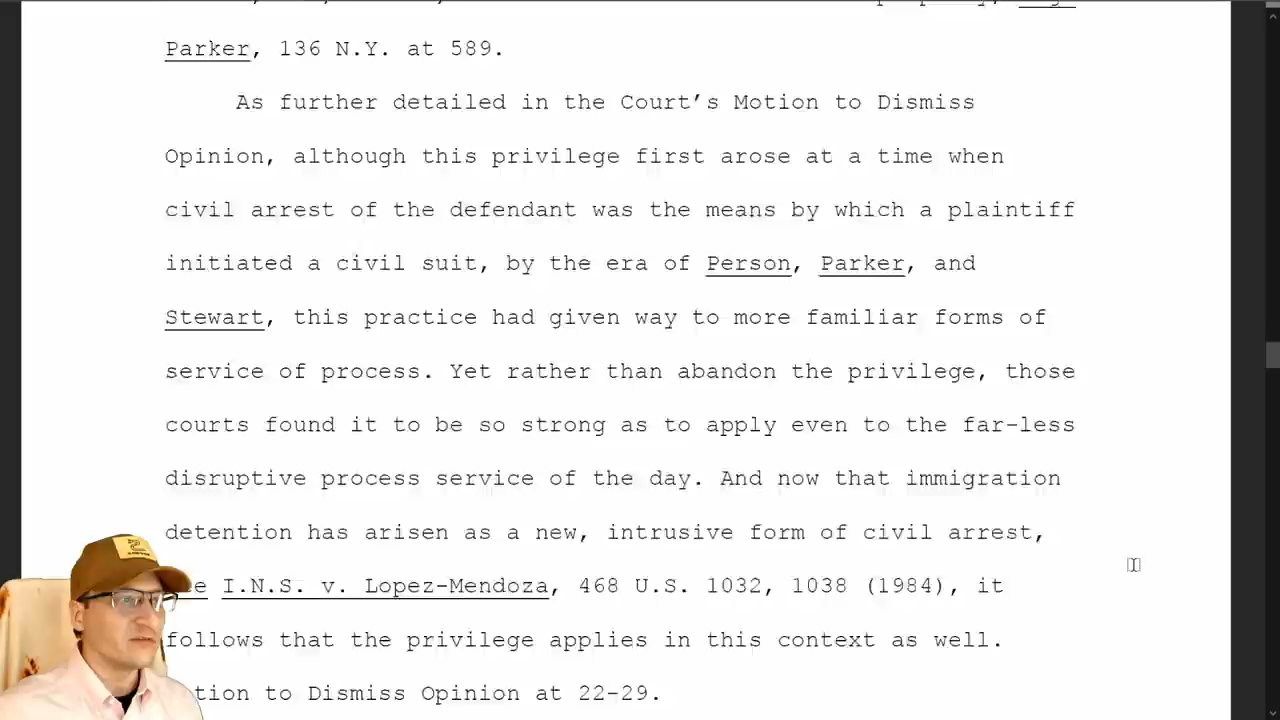 Parker, 136 N.Y. at 589.
As further detailed in the Court’s Motion to Dismiss
Opinion, although this privilege first arose at a time when
civil arrest of the defendant was the means by which a plaintiff
initiated a civil suit, by the era of Person, Parker, and
Stewart, this practice had given way to more familiar forms of
service of process. Yet rather than abandon the privilege, those
courts found it to be so strong as to apply even to the far-less
disruptive process service of the day. And now that immigration
detention has arisen as a new, intrusive form of civil arrest,
I.N.S. v. Lopez-Mendoza, 468 U.S. 1032, 1038 (1984), it
follows that the privilege applies in this context as well.
to Dismiss Opinion at 22-29.